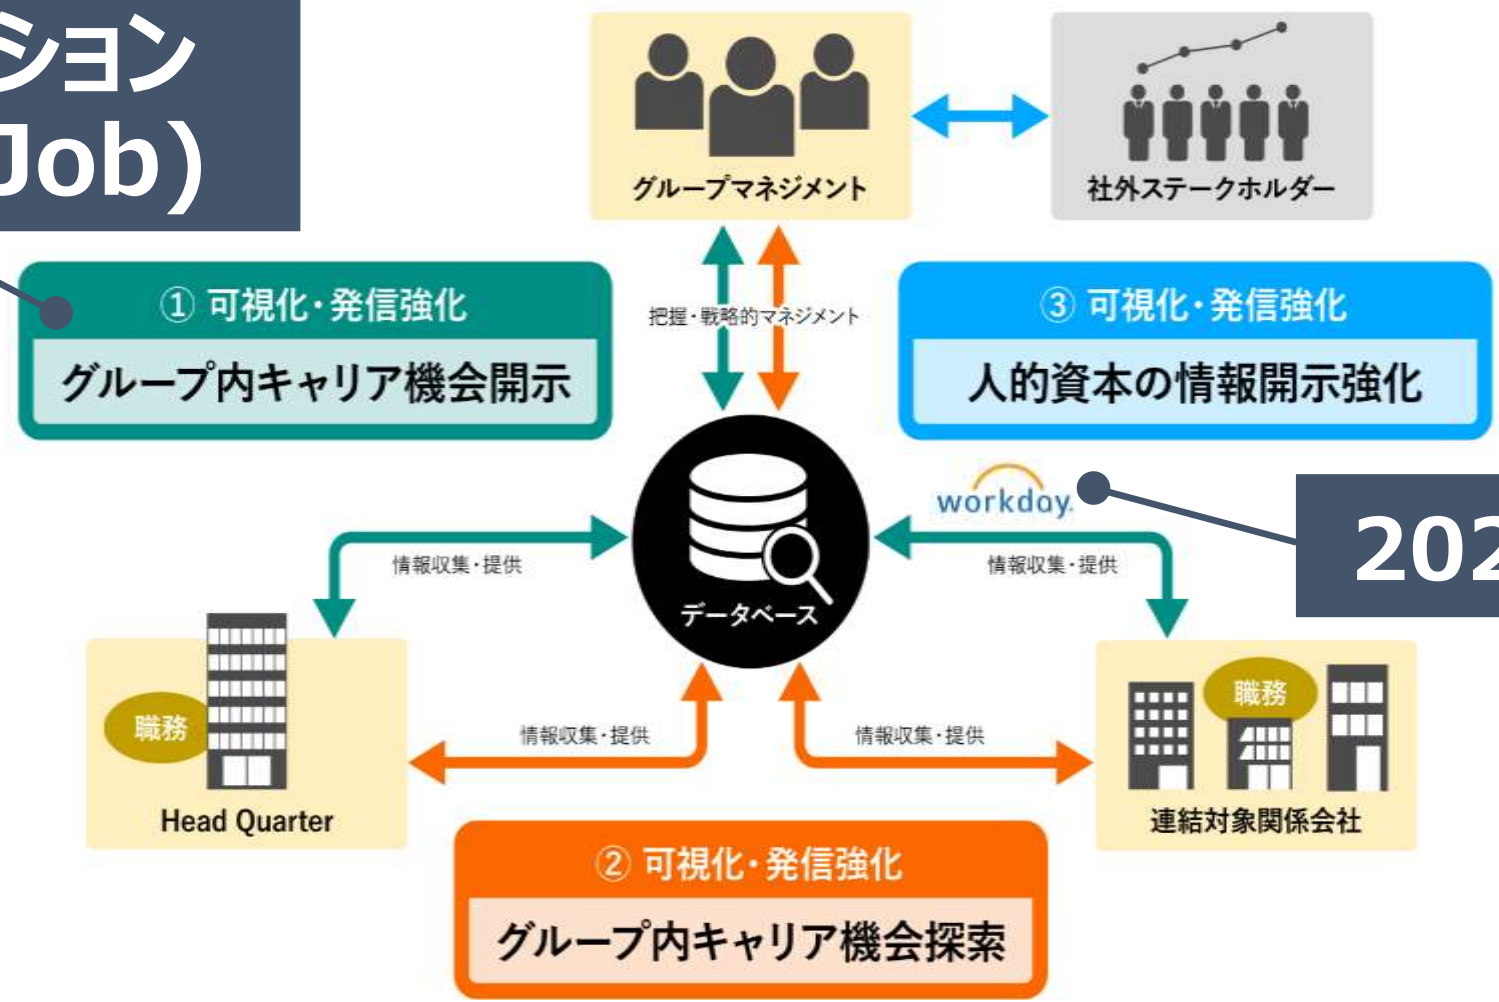 ション
Job)
グループマネジメント
社外ステークホルダー
① 可視化・発信強化
グループ内キャリア機会開示
把握・戦略的マネジメント
③ 可視化・発信強化
人的資本の情報開示強化
workday.
202
情報収集・提供
情報収集・提供
データベース
職務
Head Quarter
情報収集・提供
情報収集・提供
職務
連結対象関係会社
② 可視化・発信強化
グループ内キャリア機会探索